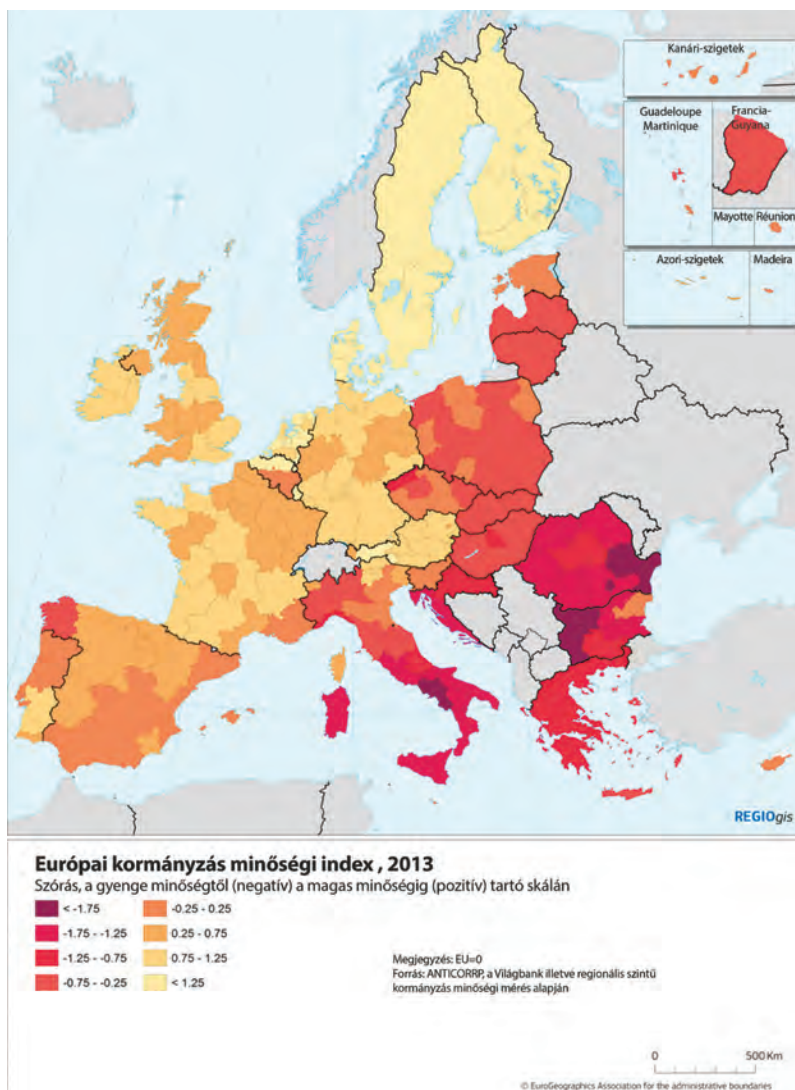 Kanári-szigetek
Guadeloupe
Martinique
Francia-
Guyana
Mayotte
Réunion
Azori-szigetek
Madeira
REGIOgis
Európai kormányzás minőségi index , 2013
Szórás, a gyenge minőségtől (negatív) a magas minőségig (pozitív) tartó skálán
< -1.75
-1.75 - -1.25
-1.25 - -0.75
-0.75 - -0.25
-0.25 - 0.25
0.25 - 0.75
0.75 - 1.25
< 1.25
Megjegyzés: EU=0
Forrás: ANTICORRP, a Világbank illetve regionális szintű
kormányzás minőségi mérés alapján
0 500 Km
© EuroGeographics Association for the administrative boundaries